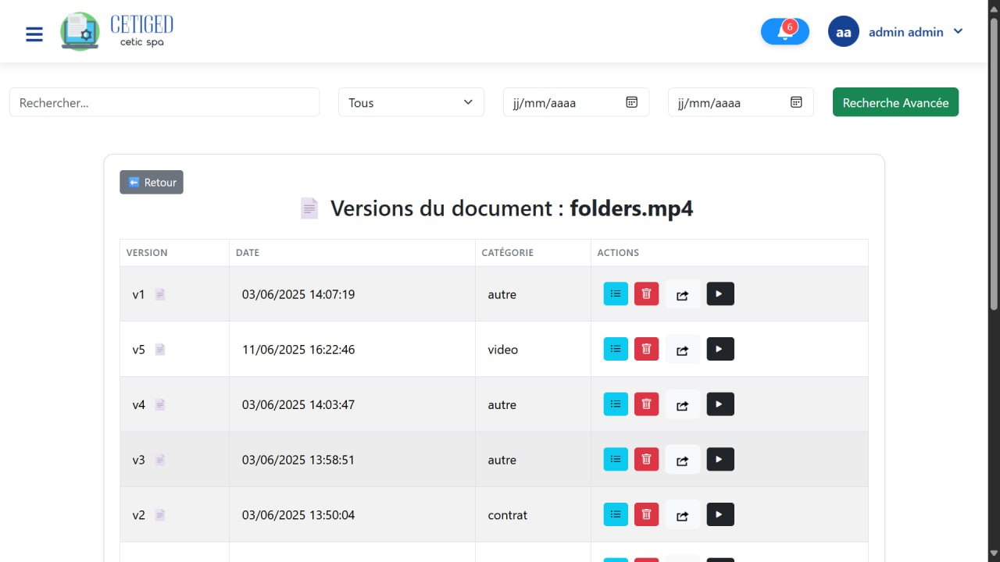 CETIGED
cetic spa
6
aa
admin admin
Rechercher...
Tous
jj/mm/aaaa
jj/mm/aaaa
Recherche Avancée
Retour
Versions du document : folders.mp4
VERSION DATE CATÉGORIE ACTIONS
v1 03/06/2025 14:07:19 autre
v5 11/06/2025 16:22:46 video
v4 03/06/2025 14:03:47 autre
v3 03/06/2025 13:58:51 autre
v2 03/06/2025 13:50:04 contrat